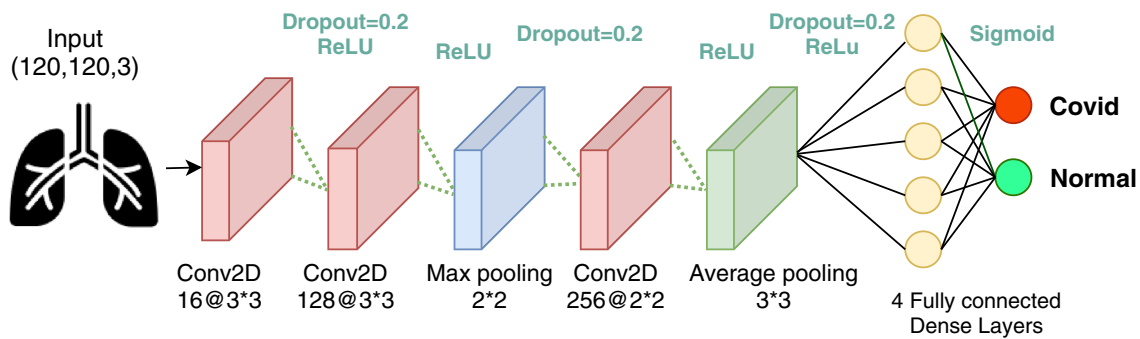 Input
(120,120,3)
Dropout=0.2
ReLU
ReLU
Dropout=0.2
ReLU
Dropout=0.2
ReLu
Sigmoid
Covid
Normal
Conv2D
16@3*3
Conv2D
128@3*3
Max pooling
2*2
Conv2D
256@2*2
Average pooling
3*3
4 Fully connected
Dense Layers